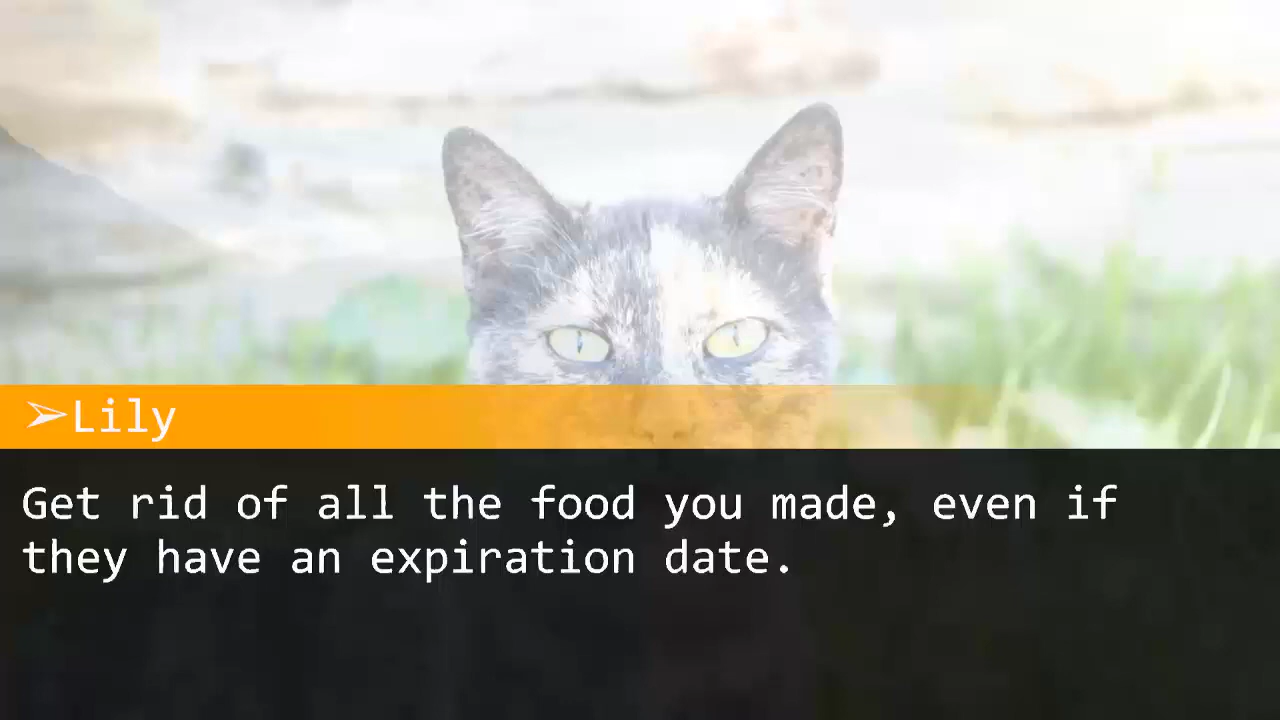 ➢Lily
Get rid of all the food you made, even if
they have an expiration date.